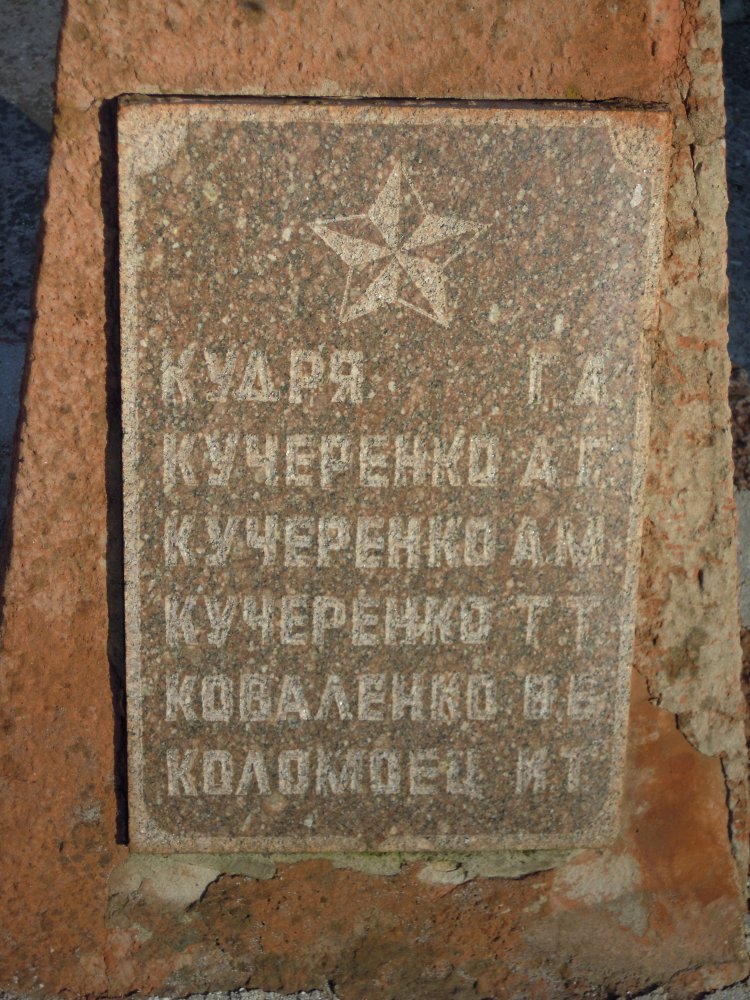 КУДРЯ Г.А
КУЧЕРЕНКО А.Г.
КУЧЕРЕНКО А.М.
КУЧЕРЕНКО Т.Т.
КОВАЛЕНКО
КОЛОМОЕЦ И.Т.